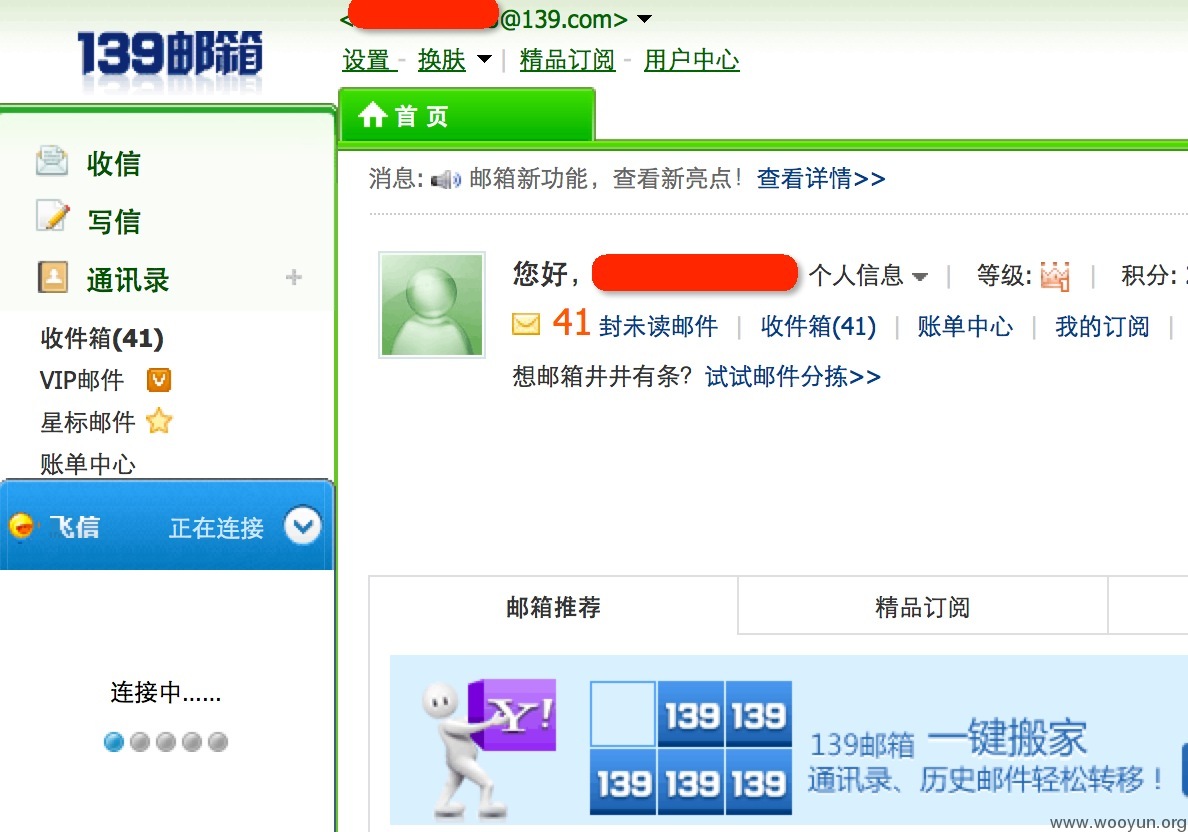 @139.com>
139邮箱
设置 - 换肤 | 精品订阅 - 用户中心
首 页
收信
写信
通讯录 +
收件箱(41)
VIP邮件
星标邮件
账单中心
飞信 正在连接
连接中......
消息: 邮箱新功能，查看新亮点！ 查看详情>>
您好， 个人信息 | 等级: | 积分:
41 封未读邮件 | 收件箱(41) | 账单中心 | 我的订阅 |
想邮箱井井有条？ 试试邮件分拣>>
邮箱推荐 精品订阅
Y!
139 139
139 139 139
139邮箱 一键搬家
通讯录、历史邮件轻松转移！
www.wooyun.org